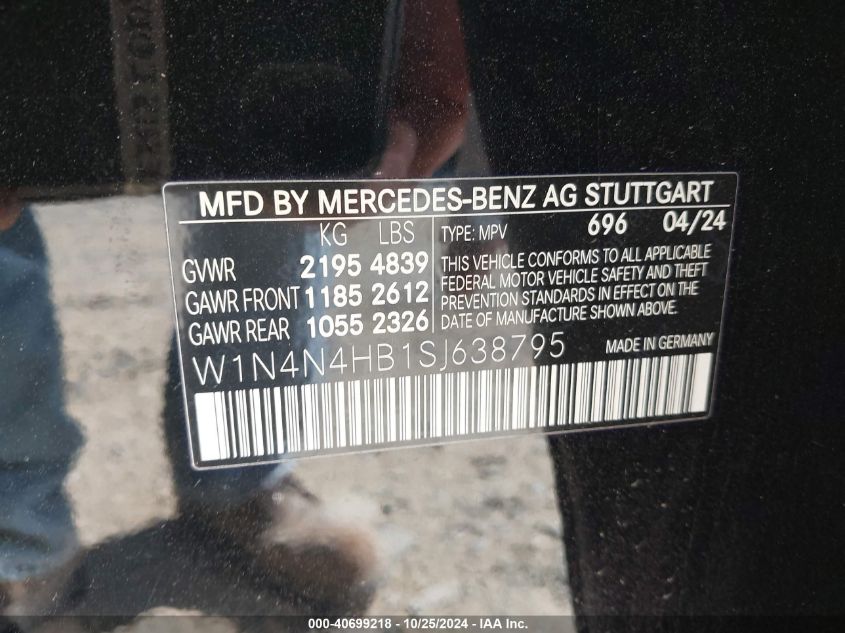 MFD BY MERCEDES-BENZ AG STUTTGART
KG LBS
GVWR 2195 4839
GAWR FRONT 1185 2612
GAWR REAR 1055 2326
TYPE: MPV 696 04/24
THIS VEHICLE CONFORMS TO ALL APPLICABLE
FEDERAL MOTOR VEHICLE SAFETY AND THEFT
PREVENTION STANDARDS IN EFFECT ON THE
DATE OF MANUFACTURE SHOWN ABOVE.
W1N4N4HB1SJ638795 MADE IN GERMANY
000-40699218 - 10/25/2024 - IAA Inc.